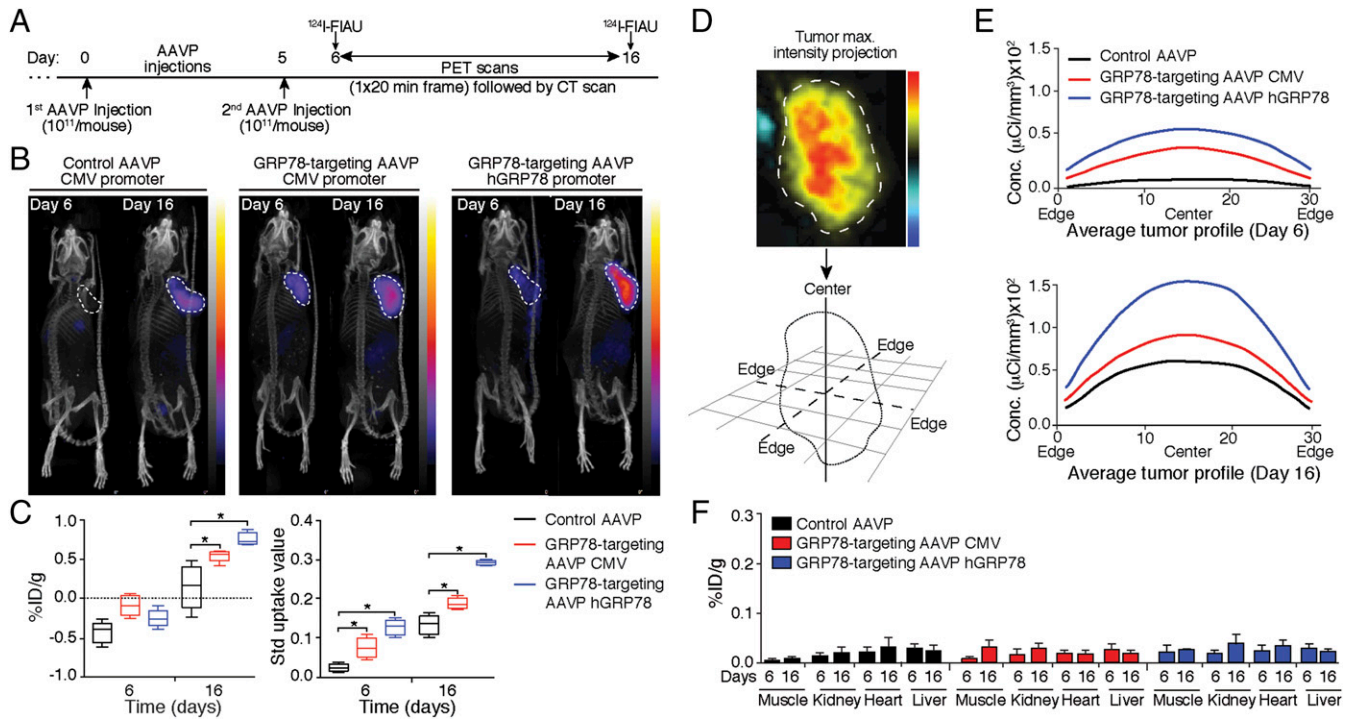 A
¹²⁴I-FIAU
¹²⁴I-FIAU
Day:
0
AAVP
injections
5
6
16
PET scans
(1x20 min frame) followed by CT scan
1st AAVP Injection
(10¹¹/mouse)
2nd AAVP Injection
(10¹¹/mouse)
B
Control AAVP
CMV promoter
GRP78-targeting AAVP
CMV promoter
GRP78-targeting AAVP
hGRP78 promoter
Day 6
Day 16
Day 6
Day 16
Day 6
Day 16
C
%ID/g
1.0
0.5
0.0
-0.5
-1.0
*
*
6
16
Time (days)
Std uptake value
0.4
0.3
0.2
0.1
0.0
*
*
*
*
6
16
Time (days)
Control AAVP
GRP78-targeting
AAVP CMV
GRP78-targeting
AAVP hGRP78
D
Tumor max.
intensity projection
Center
Edge
Edge
Edge
Edge
E
Conc. (μCi/mm³)x10²
1.5
1.0
0.5
0.0
Control AAVP
GRP78-targeting AAVP CMV
GRP78-targeting AAVP hGRP78
0 10 20 30
Edge Center Edge
Average tumor profile (Day 6)
Conc. (μCi/mm³)x10²
1.5
1.0
0.5
0.0
0 10 20 30
Edge Center Edge
Average tumor profile (Day 16)
F
%ID/g
0.3
0.2
0.1
0.0
Control AAVP
GRP78-targeting AAVP CMV
GRP78-targeting AAVP hGRP78
Days 6 16 6 16 6 16 6 16 6 16 6 16 6 16 6 16 6 16 6 16 6 16 6 16
Muscle Kidney Heart Liver Muscle Kidney Heart Liver Muscle Kidney Heart Liver